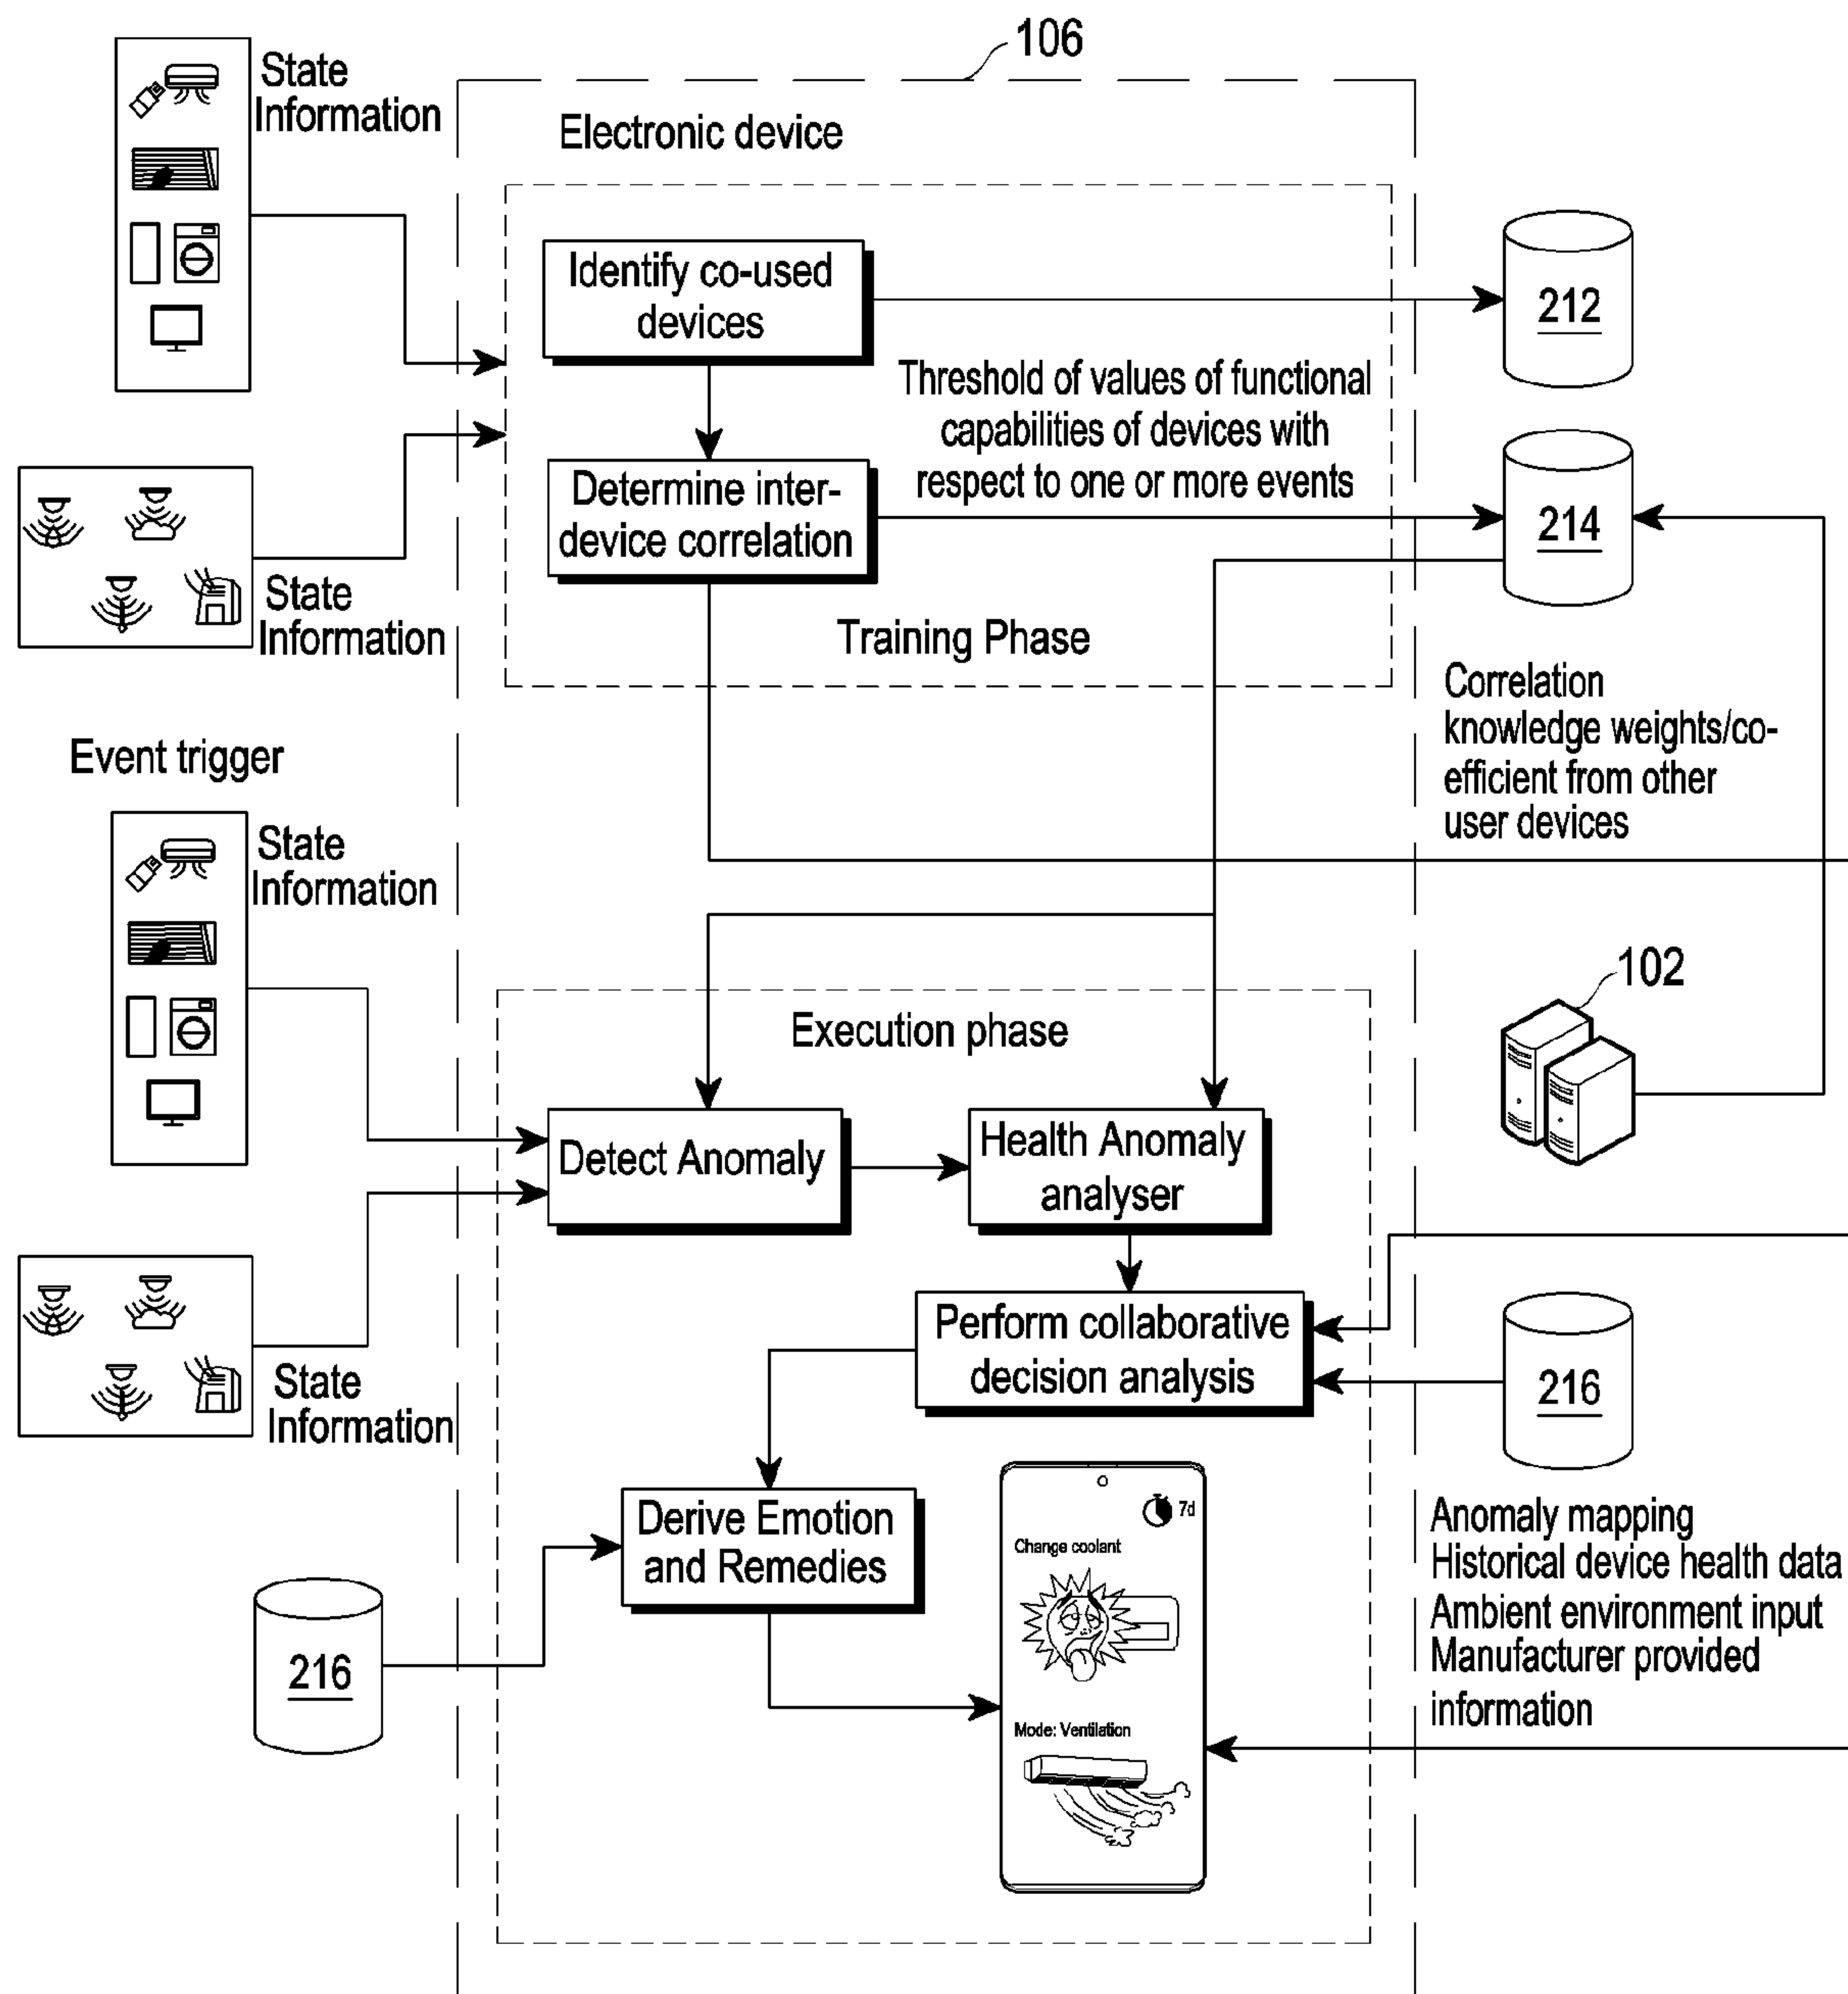 106
State
Information
Electronic device
Identify co-used
devices
212
Threshold of values of functional
capabilities of devices with
respect to one or more events
Determine inter-
device correlation
214
State
Information
Training Phase
Correlation
knowledge weights/co-
efficient from other
user devices
Event trigger
State
Information
102
Execution phase
Detect Anomaly
Health Anomaly
analyser
Perform collaborative
decision analysis
216
State
Information
7d
Change coolant
Derive Emotion
and Remedies
Anomaly mapping
Historical device health data
Ambient environment input
Manufacturer provided
information
216
Mode: Ventilation